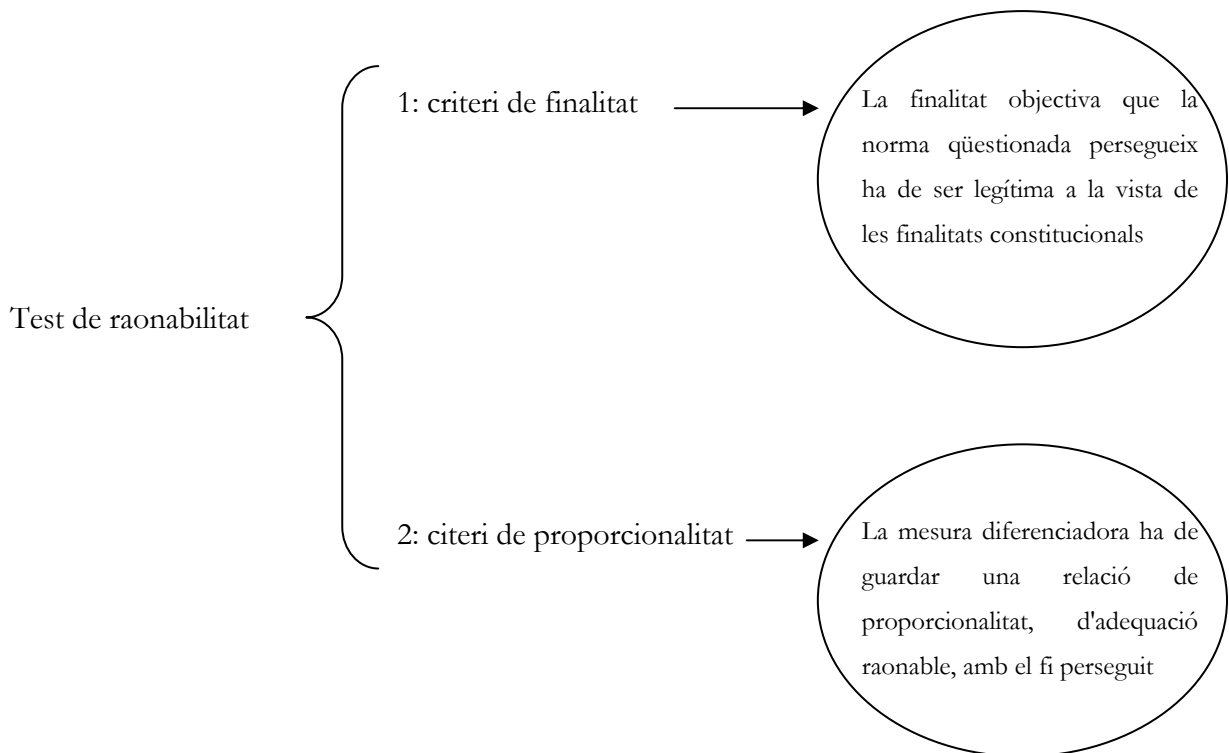 Test de raonabilitat
1: criteri de finalitat
La finalitat objectiva que la
norma qüestionada persegueix
ha de ser legítima a la vista de
les finalitats constitucionals
2: citeri de proporcionalitat
La mesura diferenciadora ha de
guardar una relació de
proporcionalitat, d'adequació
raonable, amb el fi perseguit